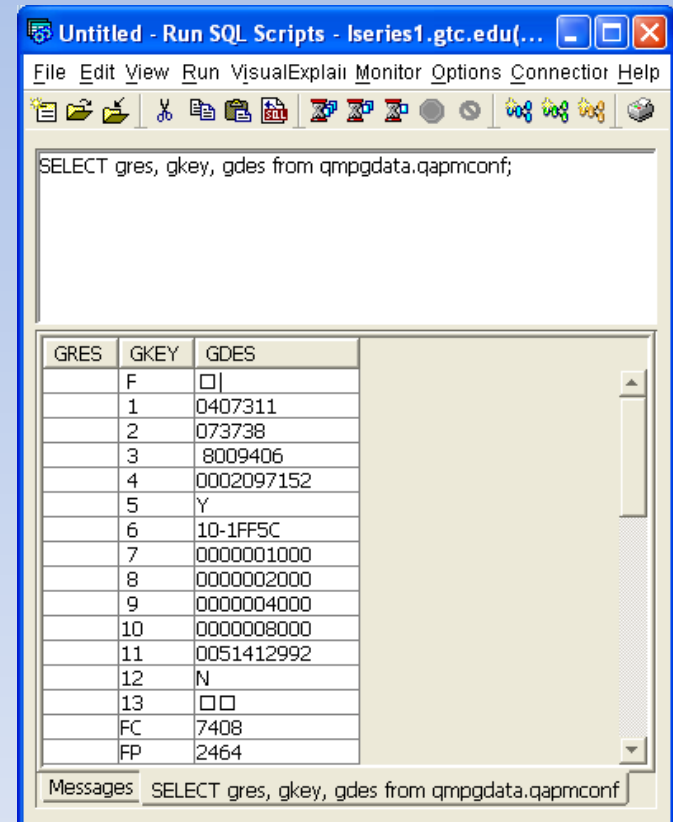 Untitled - Run SQL Scripts - Iseries1.gtc.edu(...
File Edit View Run VisualExplain Monitor Options Connection Help
SELECT gres, gkey, gdes from qmpgdata.qapmconf;
GRES GKEY GDES
F □|
1 0407311
2 073738
3 8009406
4 0002097152
5 Y
6 10-1FF5C
7 0000001000
8 0000002000
9 0000004000
10 0000008000
11 0051412992
12 N
13 □□
FC 7408
FP 2464
Messages SELECT gres, gkey, gdes from qmpgdata.qapmconf